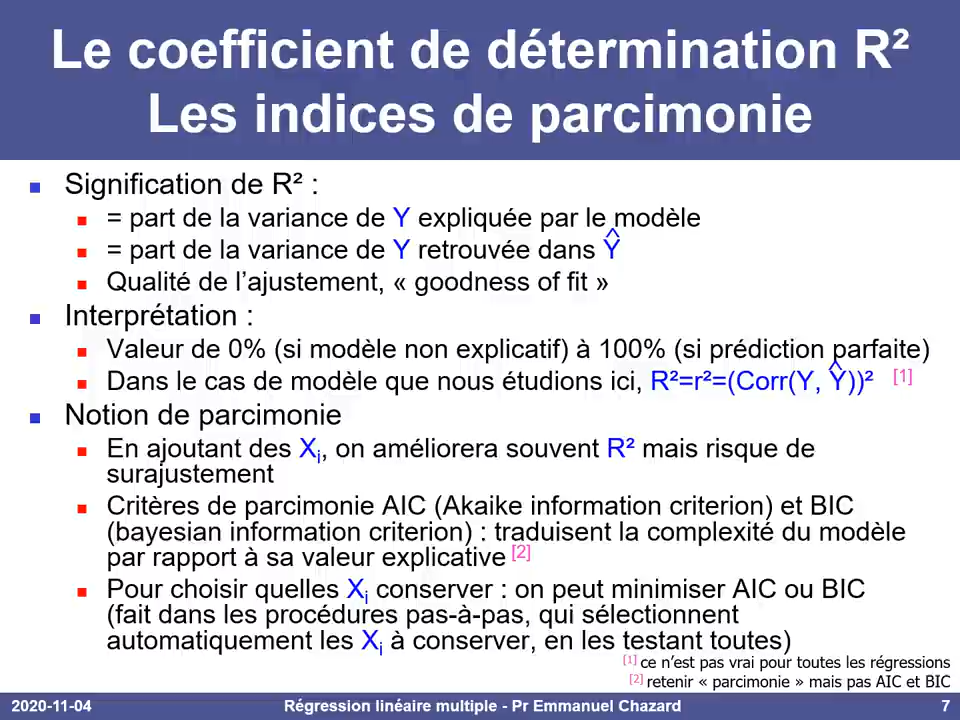 Le coefficient de détermination R²
Les indices de parcimonie
Signification de R² :
= part de la variance de Y expliquée par le modèle
= part de la variance de Y retrouvée dans Ŷ
Qualité de l’ajustement, « goodness of fit »
Interprétation :
Valeur de 0% (si modèle non explicatif) à 100% (si prédiction parfaite)
Dans le cas de modèle que nous étudions ici, R²=r²=(Corr(Y, Ŷ))² [1]
Notion de parcimonie
En ajoutant des Xi, on améliorera souvent R² mais risque de
surajustement
Critères de parcimonie AIC (Akaike information criterion) et BIC
(bayesian information criterion) : traduisent la complexité du modèle
par rapport à sa valeur explicative [2]
Pour choisir quelles Xi conserver : on peut minimiser AIC ou BIC
(fait dans les procédures pas-à-pas, qui sélectionnent
automatiquement les Xi à conserver, en les testant toutes)
[1] ce n’est pas vrai pour toutes les régressions
[2] retenir « parcimonie » mais pas AIC et BIC
2020-11-04 Régression linéaire multiple - Pr Emmanuel Chazard 7